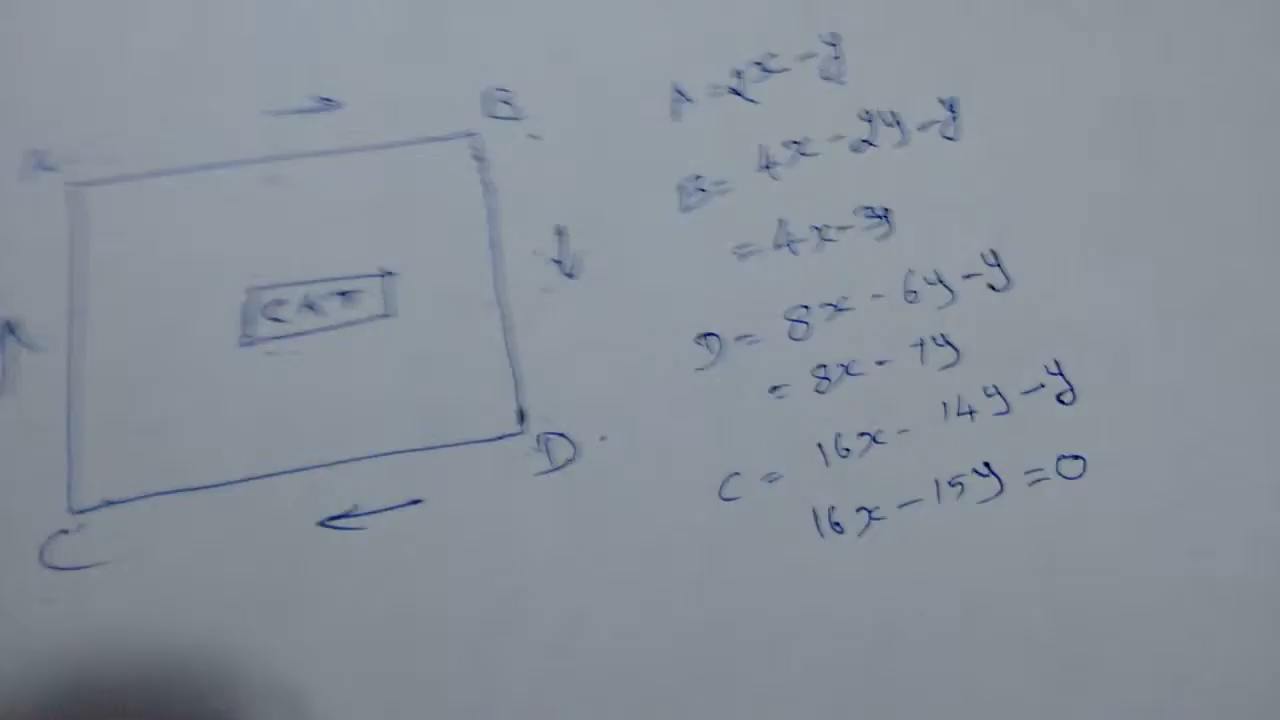 A
B
CAT
D
C
A = 2x - y
B = 4x - 2y - y
= 4x - 3y
D = 8x - 6y - y
= 8x - 7y
C = 16x - 14y - y
16x - 15y = 0